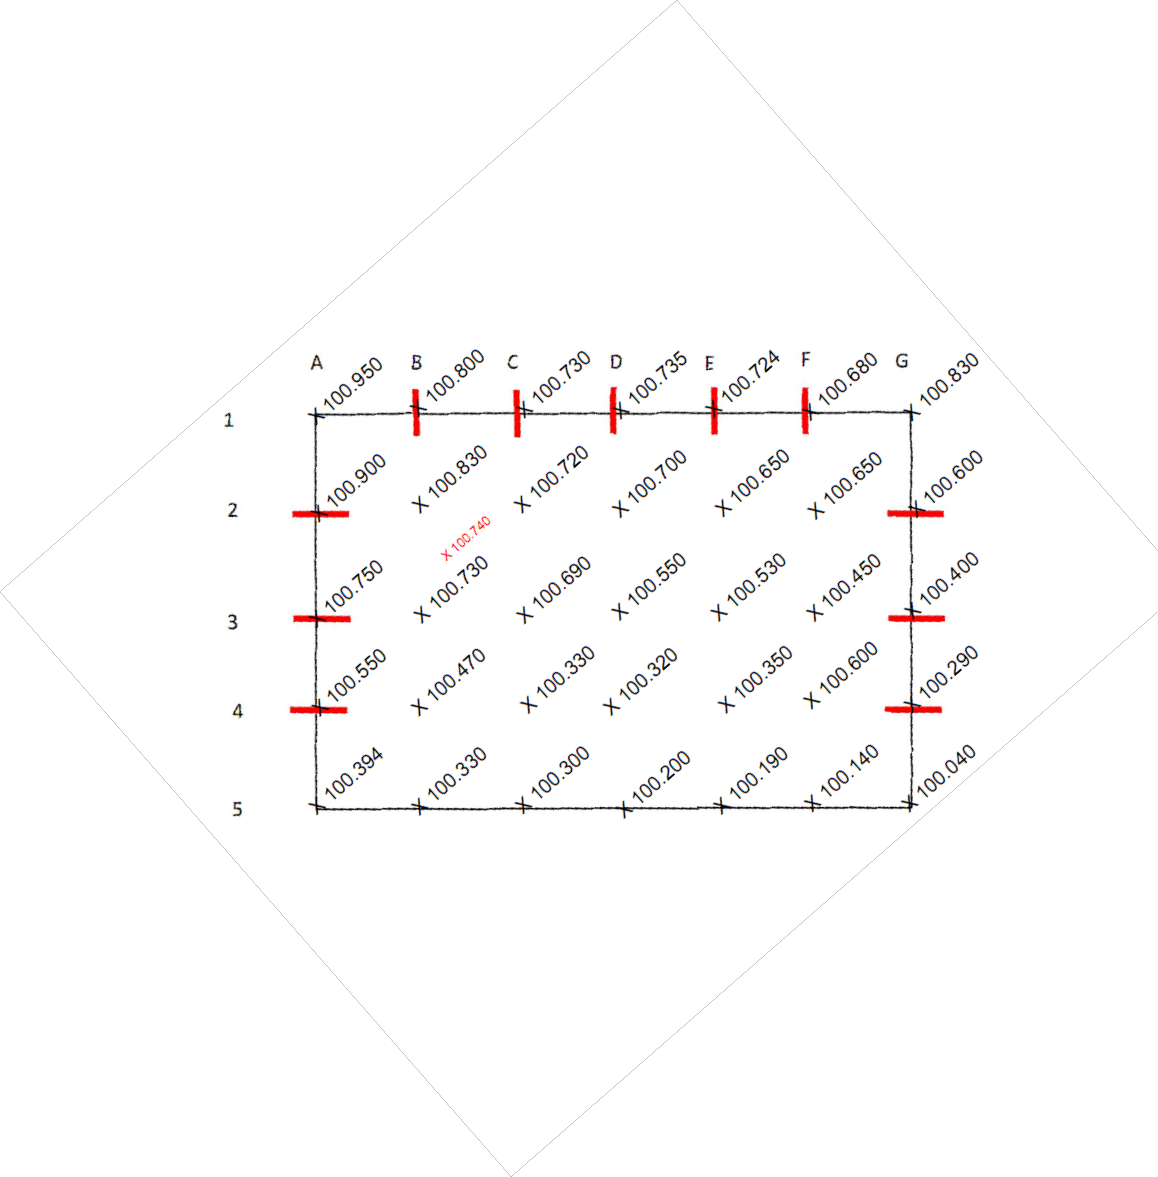 A B C D E F G
1 100.950 100.800 100.730 100.735 100.724 100.680 100.830
2 100.900 X 100.830 X 100.720 X 100.700 X 100.650 X 100.650 100.600
X 100.740
3 100.750 X 100.730 X 100.690 X 100.550 X 100.530 X 100.450 100.400
4 100.550 X 100.470 X 100.330 X 100.320 X 100.350 X 100.600 100.290
5 100.394 100.330 100.300 100.200 100.190 100.140 100.040